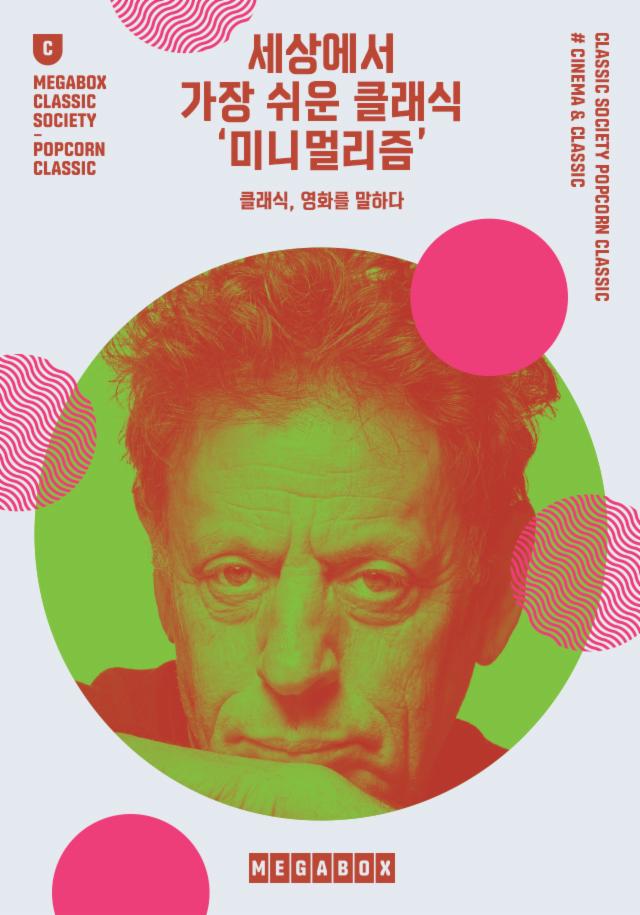 C
MEGABOX
CLASSIC
SOCIETY
–
POPCORN
CLASSIC
세상에서
가장 쉬운 클래식
‘미니멀리즘’
클래식, 영화를 말하다
CLASSIC SOCIETY POPCORN CLASSIC
# CINEMA & CLASSIC
MEGABOX